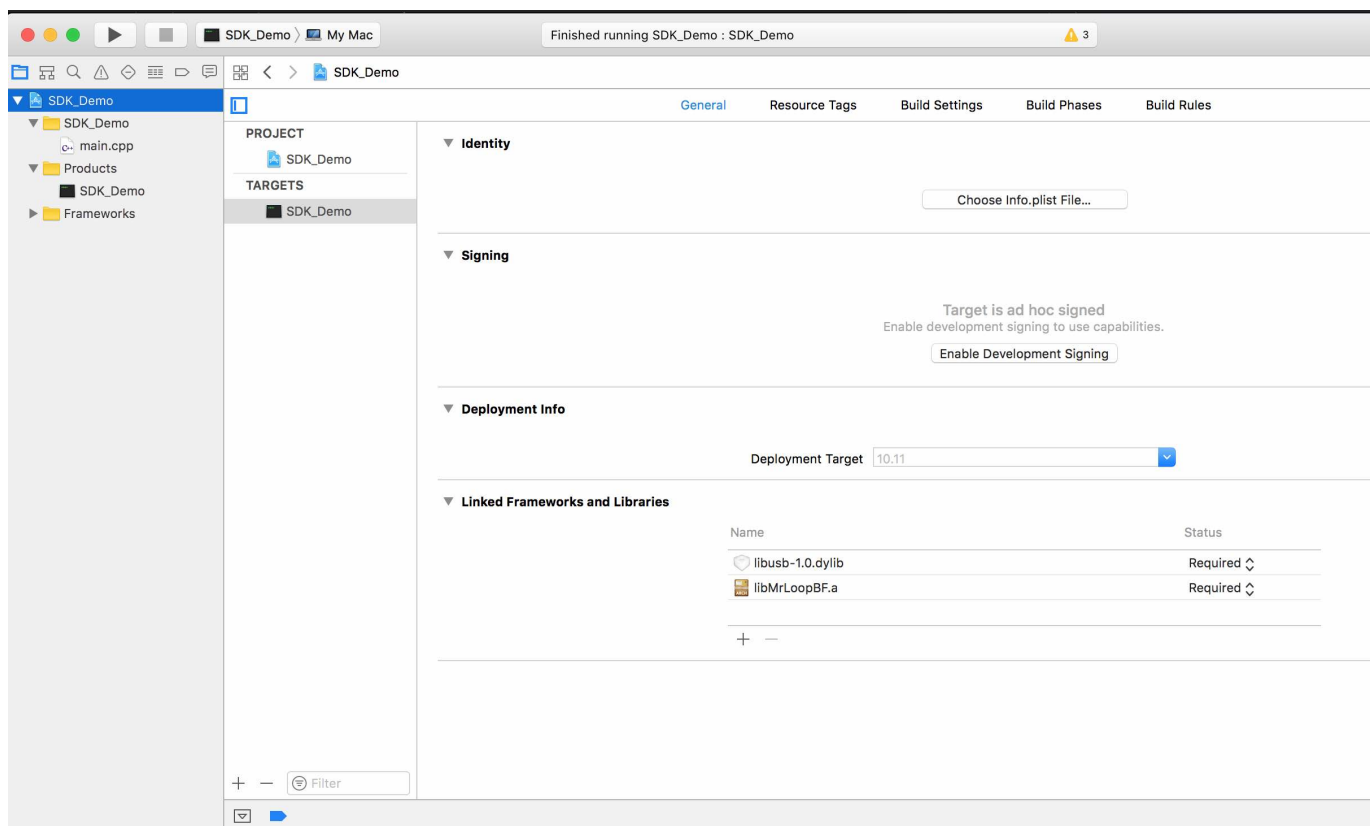 SDK_Demo 〉 My Mac
Finished running SDK_Demo : SDK_Demo
3
SDK_Demo
SDK_Demo
SDK_Demo
main.cpp
Products
SDK_Demo
Frameworks
General
Resource Tags
Build Settings
Build Phases
Build Rules
PROJECT
SDK_Demo
TARGETS
SDK_Demo
Identity
Choose Info.plist File...
Signing
Target is ad hoc signed
Enable development signing to use capabilities.
Enable Development Signing
Deployment Info
Deployment Target 10.11
Linked Frameworks and Libraries
Name Status
libusb-1.0.dylib Required
libMrLoopBF.a Required
Filter